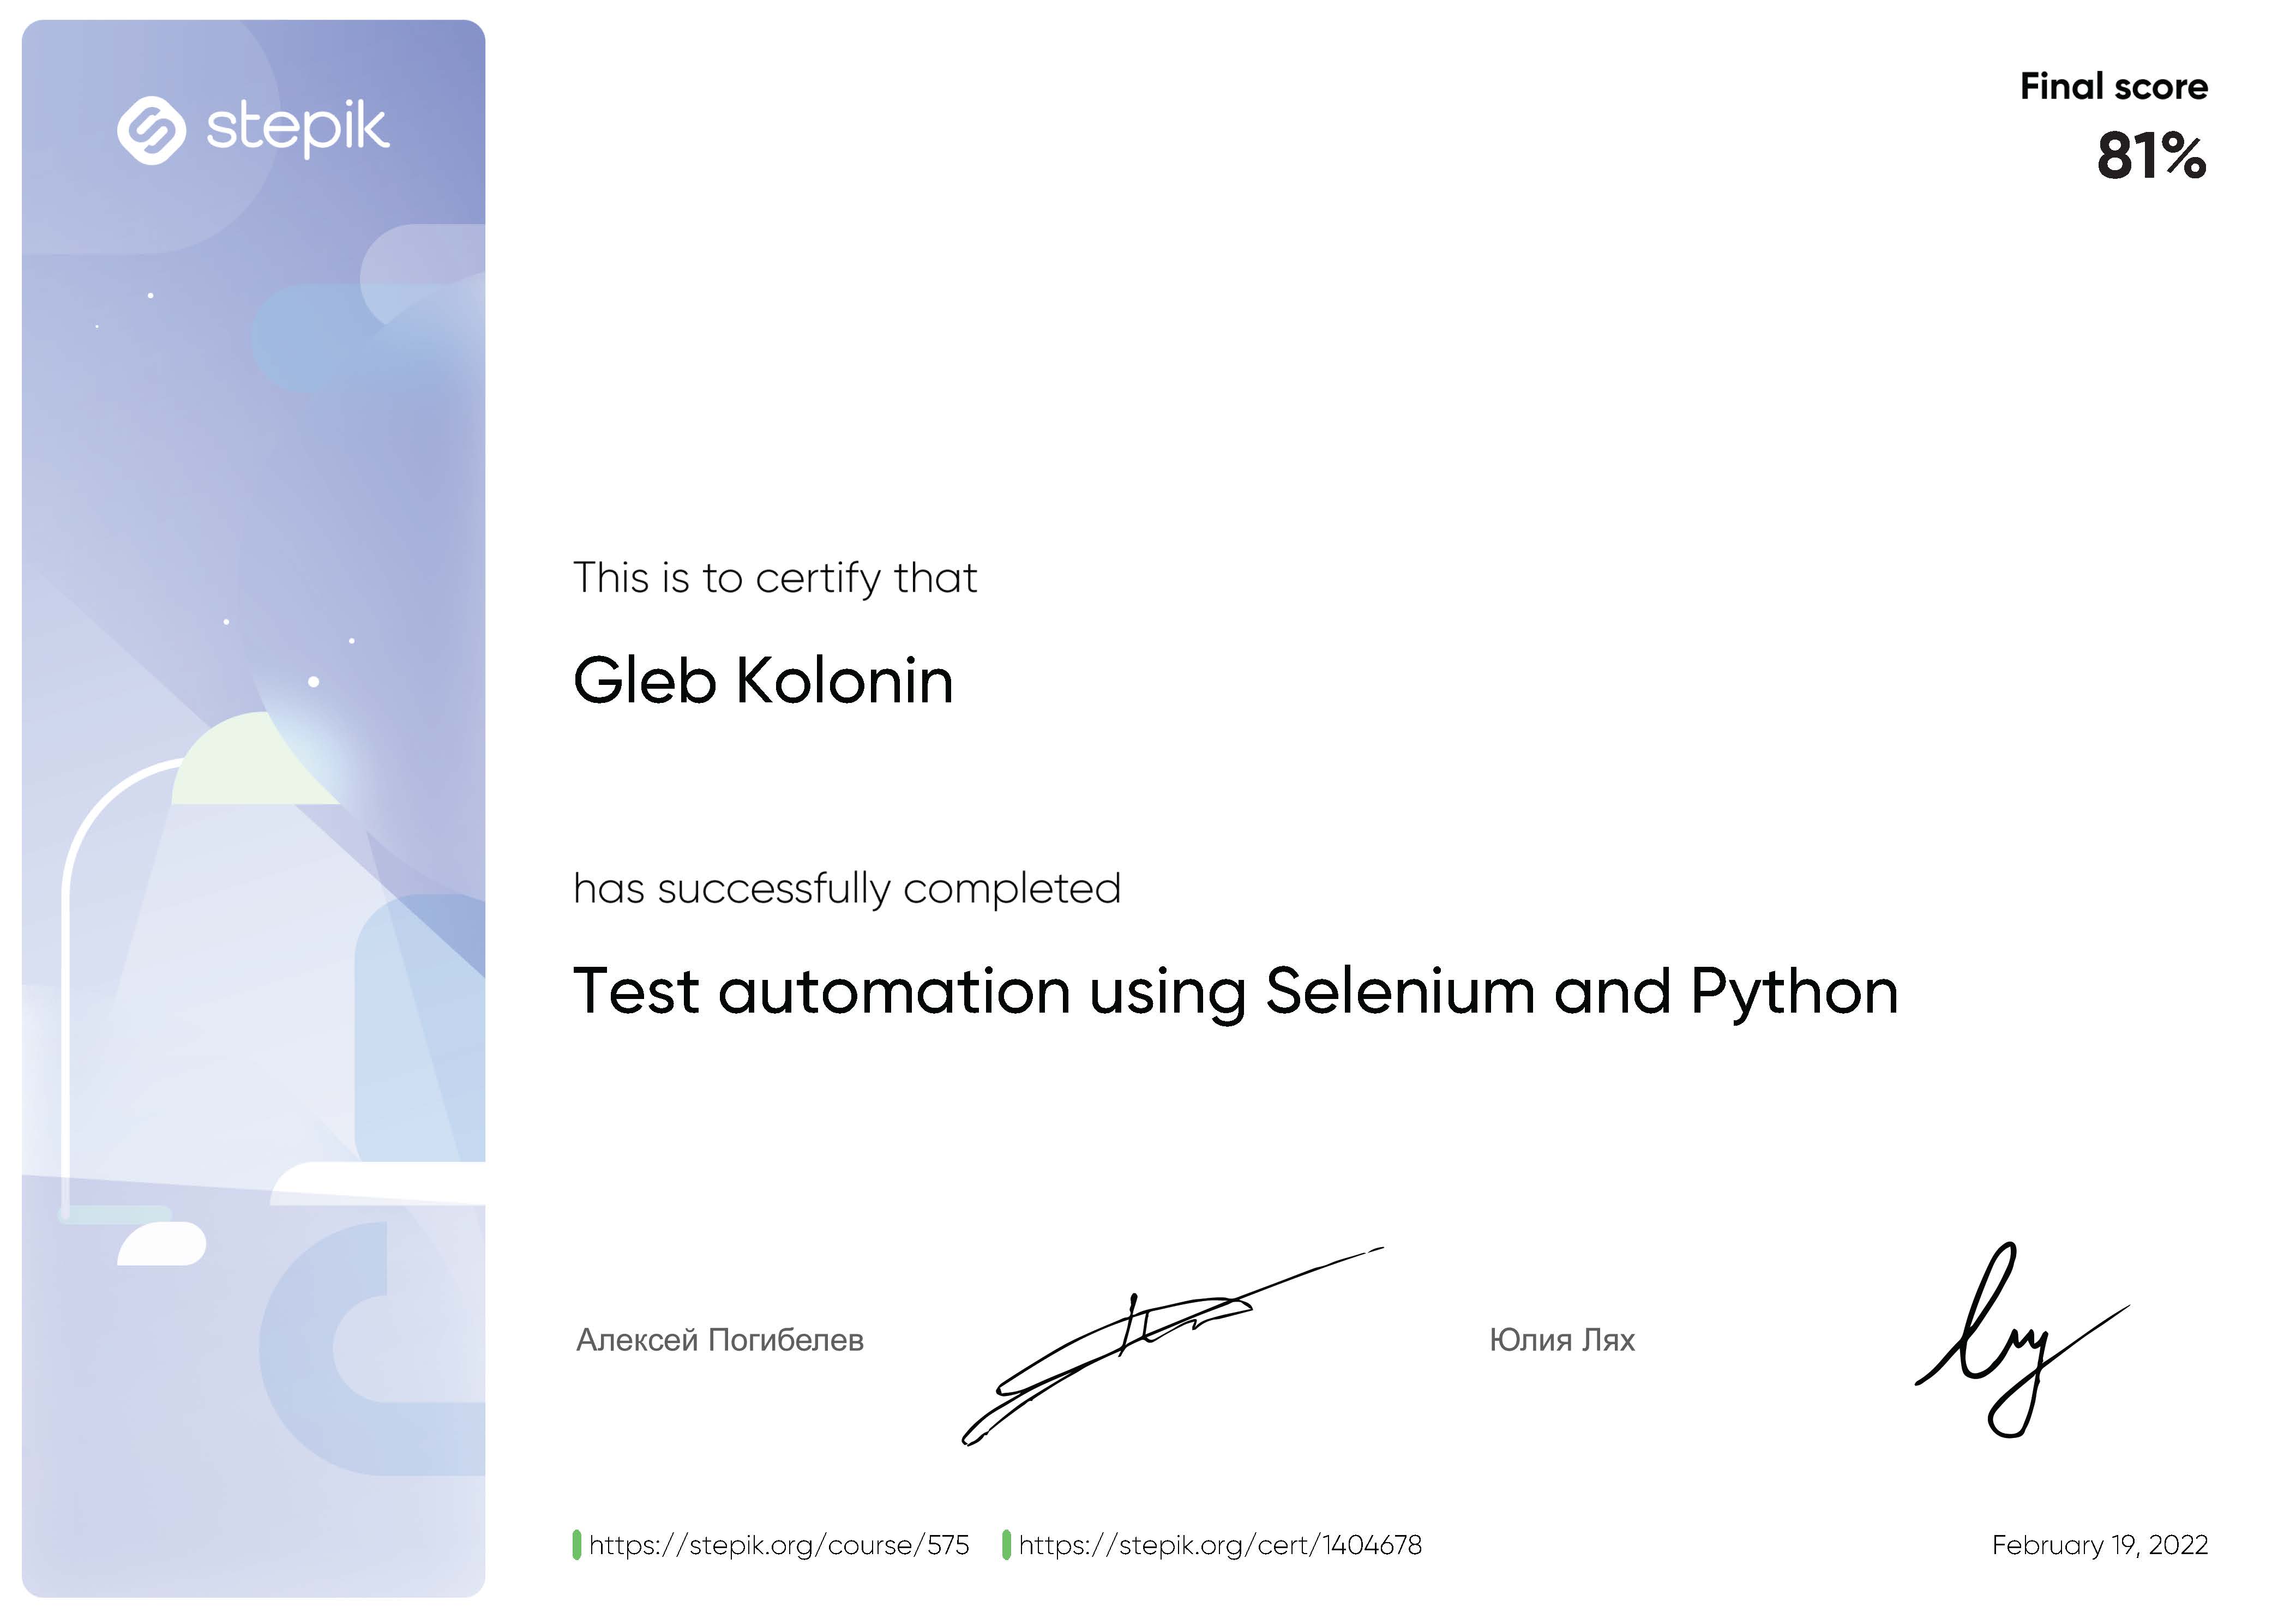 stepik
Final score
81%
This is to certify that
Gleb Kolonin
has successfully completed
Test automation using Selenium and Python
Алексей Погибелев
Юлия Лях
https://stepik.org/course/575
https://stepik.org/cert/1404678
February 19, 2022